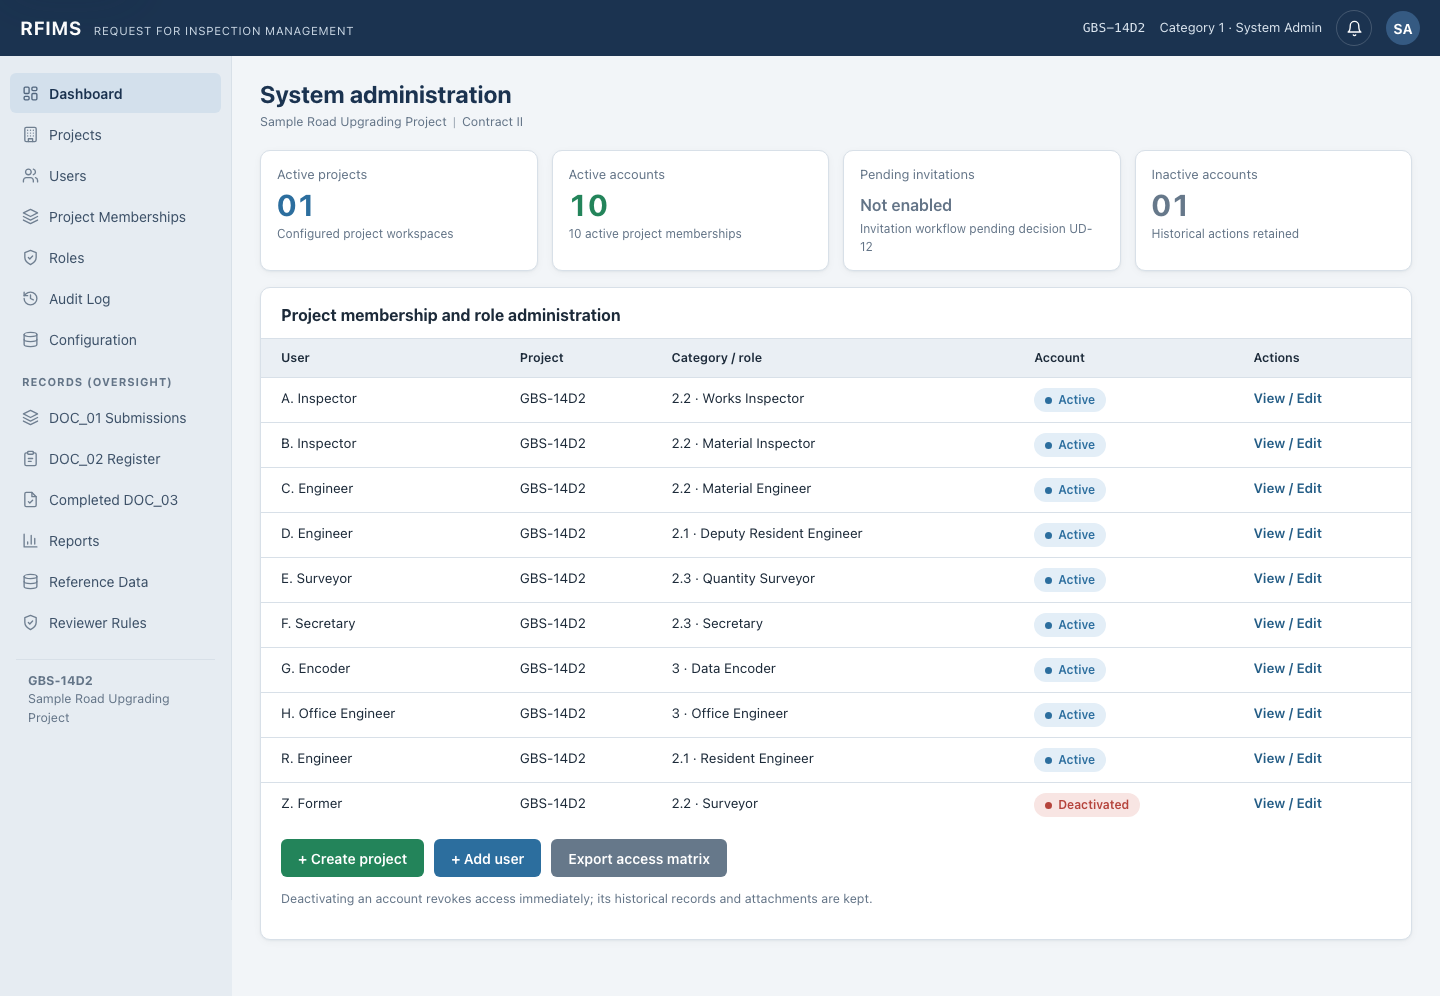 RFIMS REQUEST FOR INSPECTION MANAGEMENT
GBS-14D2 Category 1 · System Admin SA
Dashboard
Projects
Users
Project Memberships
Roles
Audit Log
Configuration
RECORDS (OVERSIGHT)
DOC_01 Submissions
DOC_02 Register
Completed DOC_03
Reports
Reference Data
Reviewer Rules
GBS-14D2
Sample Road Upgrading
Project
System administration
Sample Road Upgrading Project | Contract II
Active projects
01
Configured project workspaces
Active accounts
10
10 active project memberships
Pending invitations
Not enabled
Invitation workflow pending decision UD-
12
Inactive accounts
01
Historical actions retained
Project membership and role administration
User Project Category / role Account Actions
A. Inspector GBS-14D2 2.2 · Works Inspector Active View / Edit
B. Inspector GBS-14D2 2.2 · Material Inspector Active View / Edit
C. Engineer GBS-14D2 2.2 · Material Engineer Active View / Edit
D. Engineer GBS-14D2 2.1 · Deputy Resident Engineer Active View / Edit
E. Surveyor GBS-14D2 2.3 · Quantity Surveyor Active View / Edit
F. Secretary GBS-14D2 2.3 · Secretary Active View / Edit
G. Encoder GBS-14D2 3 · Data Encoder Active View / Edit
H. Office Engineer GBS-14D2 3 · Office Engineer Active View / Edit
R. Engineer GBS-14D2 2.1 · Resident Engineer Active View / Edit
Z. Former GBS-14D2 2.2 · Surveyor Deactivated View / Edit
+ Create project + Add user Export access matrix
Deactivating an account revokes access immediately; its historical records and attachments are kept.